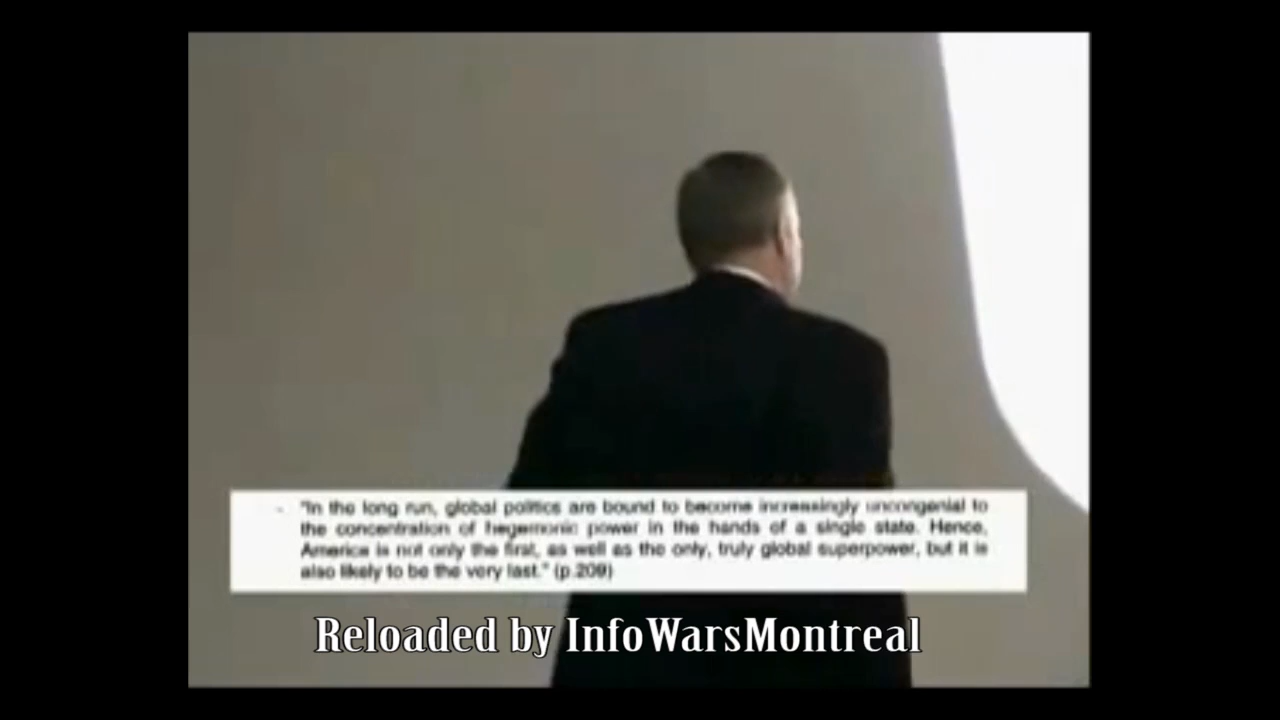 - "In the long run, global politics are bound to become increasingly uncongenial to
the concentration of hegemonic power in the hands of a single state. Hence,
America is not only the first, as well as the only, truly global superpower, but it is
also likely to be the very last." (p.209)
Reloaded by InfoWarsMontreal